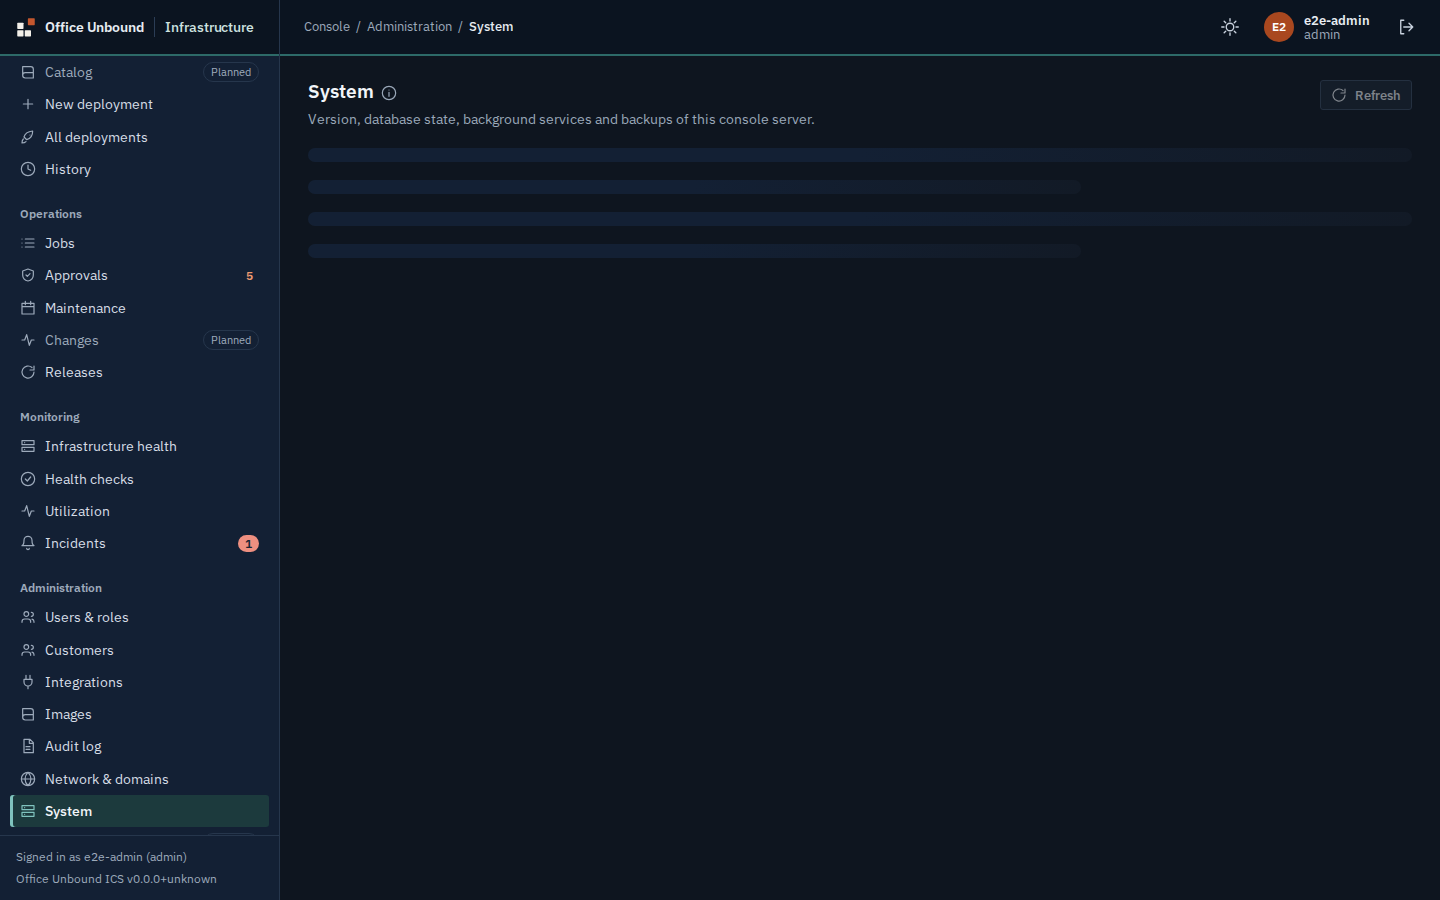 Office Unbound
Infrastructure
Console / Administration / System
E2
e2e-admin
admin
Catalog
Planned
New deployment
All deployments
History
Operations
Jobs
Approvals
5
Maintenance
Changes
Planned
Releases
Monitoring
Infrastructure health
Health checks
Utilization
Incidents
1
Administration
Users & roles
Customers
Integrations
Images
Audit log
Network & domains
System
Signed in as e2e-admin (admin)
Office Unbound ICS v0.0.0+unknown
System
Refresh
Version, database state, background services and backups of this console server.